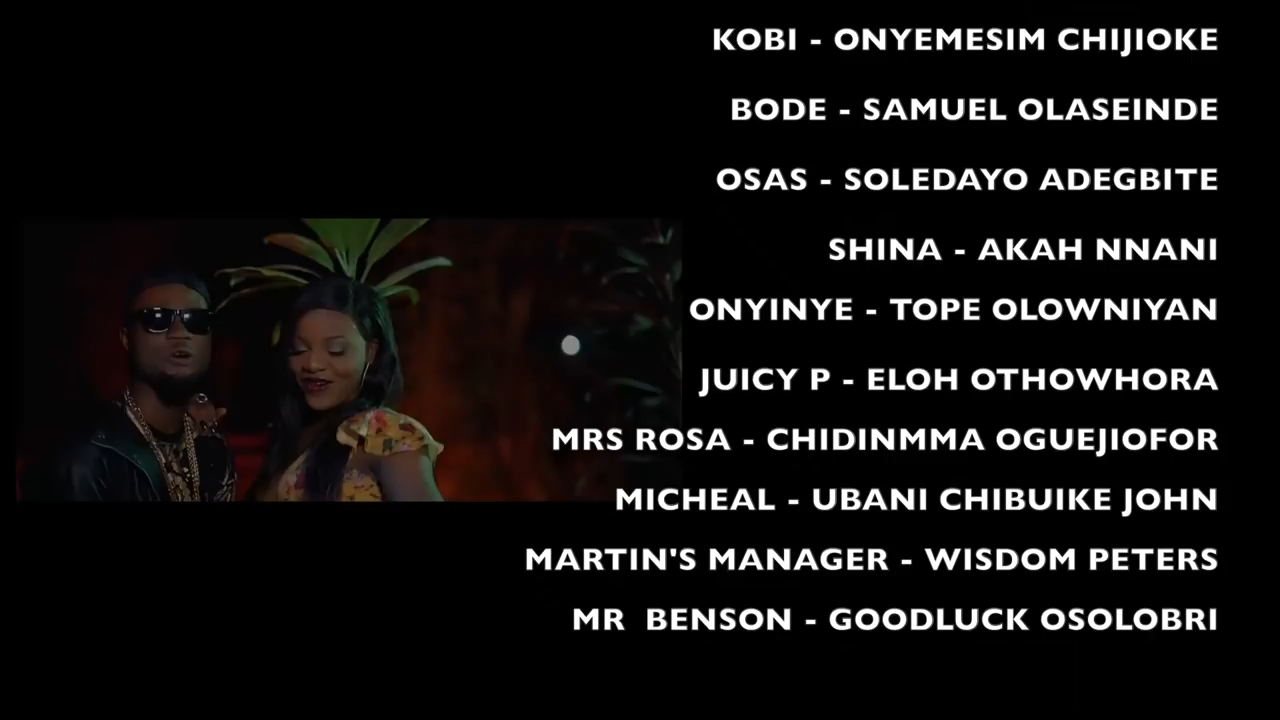 KOBI - ONYEMESIM CHIJIOKE
BODE - SAMUEL OLASEINDE
OSAS - SOLEDAYO ADEGBITE
SHINA - AKAH NNANI
ONYINYE - TOPE OLOWNIYAN
JUICY P - ELOH OTHOWHORA
MRS ROSA - CHIDINMMA OGUEJIOFOR
MICHEAL - UBANI CHIBUIKE JOHN
MARTIN'S MANAGER - WISDOM PETERS
MR  BENSON - GOODLUCK OSOLOBRI